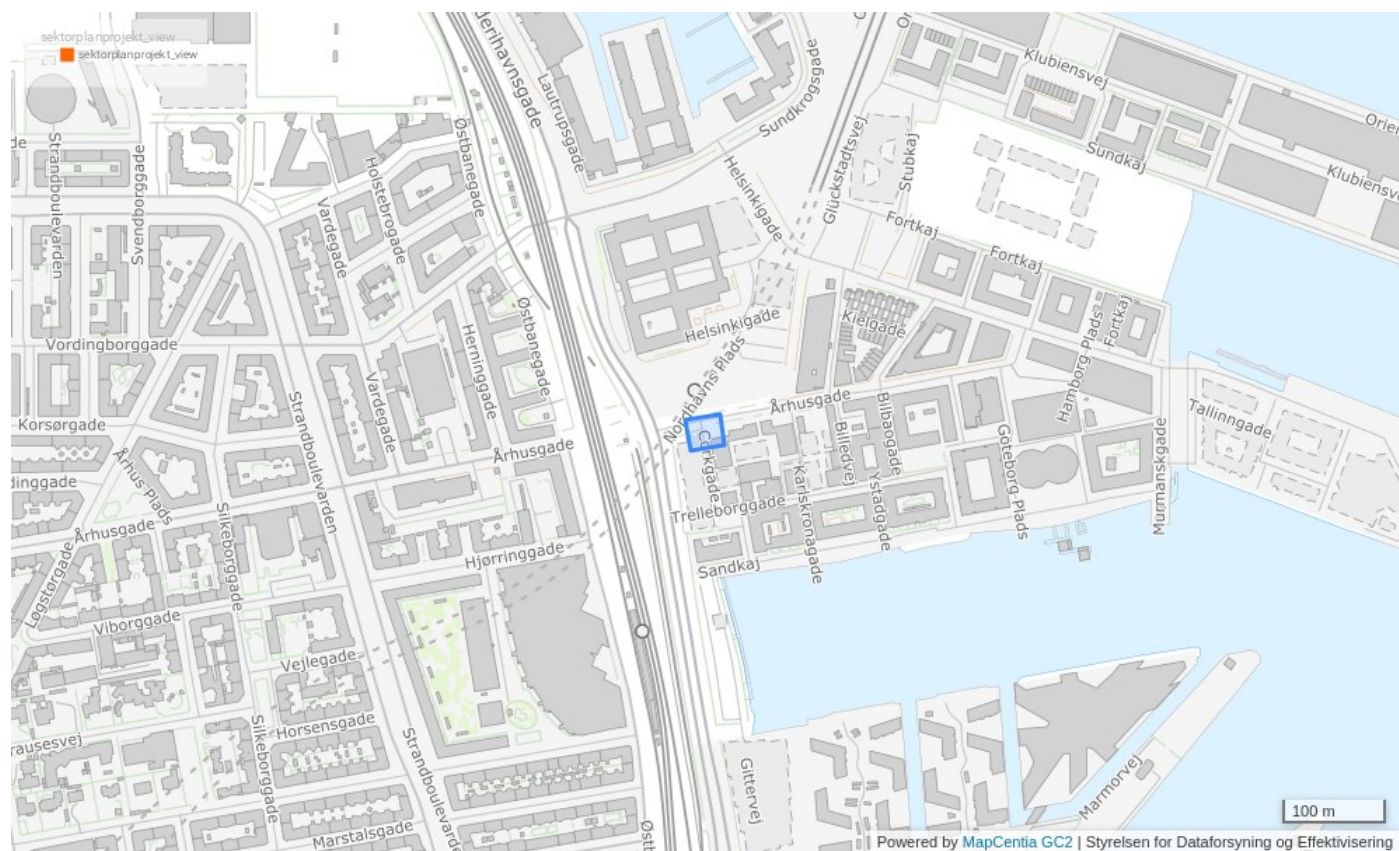 sektorplanprojekt_view
sektorplanprojekt_view
Strandboulevarden
Svendborggade
Holstebrogade
Vardegade
Østbanegade
Lautrupsgade
Sundkrogsgade
Helsinkigade
Glückstadtsvej
Stubkaj
Klubiensvej
Sundkaj
Klubiensv
Fortkaj
Fortkaj
Fortkaj
Vordingborggade
Vardegade
Herninggade
Østbanegade
Helsinkigade
Kielgade
Hamborg Plads
Korsørgade
Århus Plads
Strandboulevarden
Århusgade
Nordhavns Plads
Århusgade
Corkgade
Billedvej
Bilbaogade
Göteborg Plads
Murmanskgade
Tallinngade
Århusgade
Silkeborggade
Trelleborggade
Karlskronagade
Ystadgade
Hjørringgade
Sandkaj
Løgstørgade
Viborggade
Vejlegade
Horsensgade
Silkeborggade
Strandboulevarde
Marstalsgade
Gittervej
Marmorvej
100 m
Powered by MapCentia GC2 | Styrelsen for Dataforsyning og Effektivisering